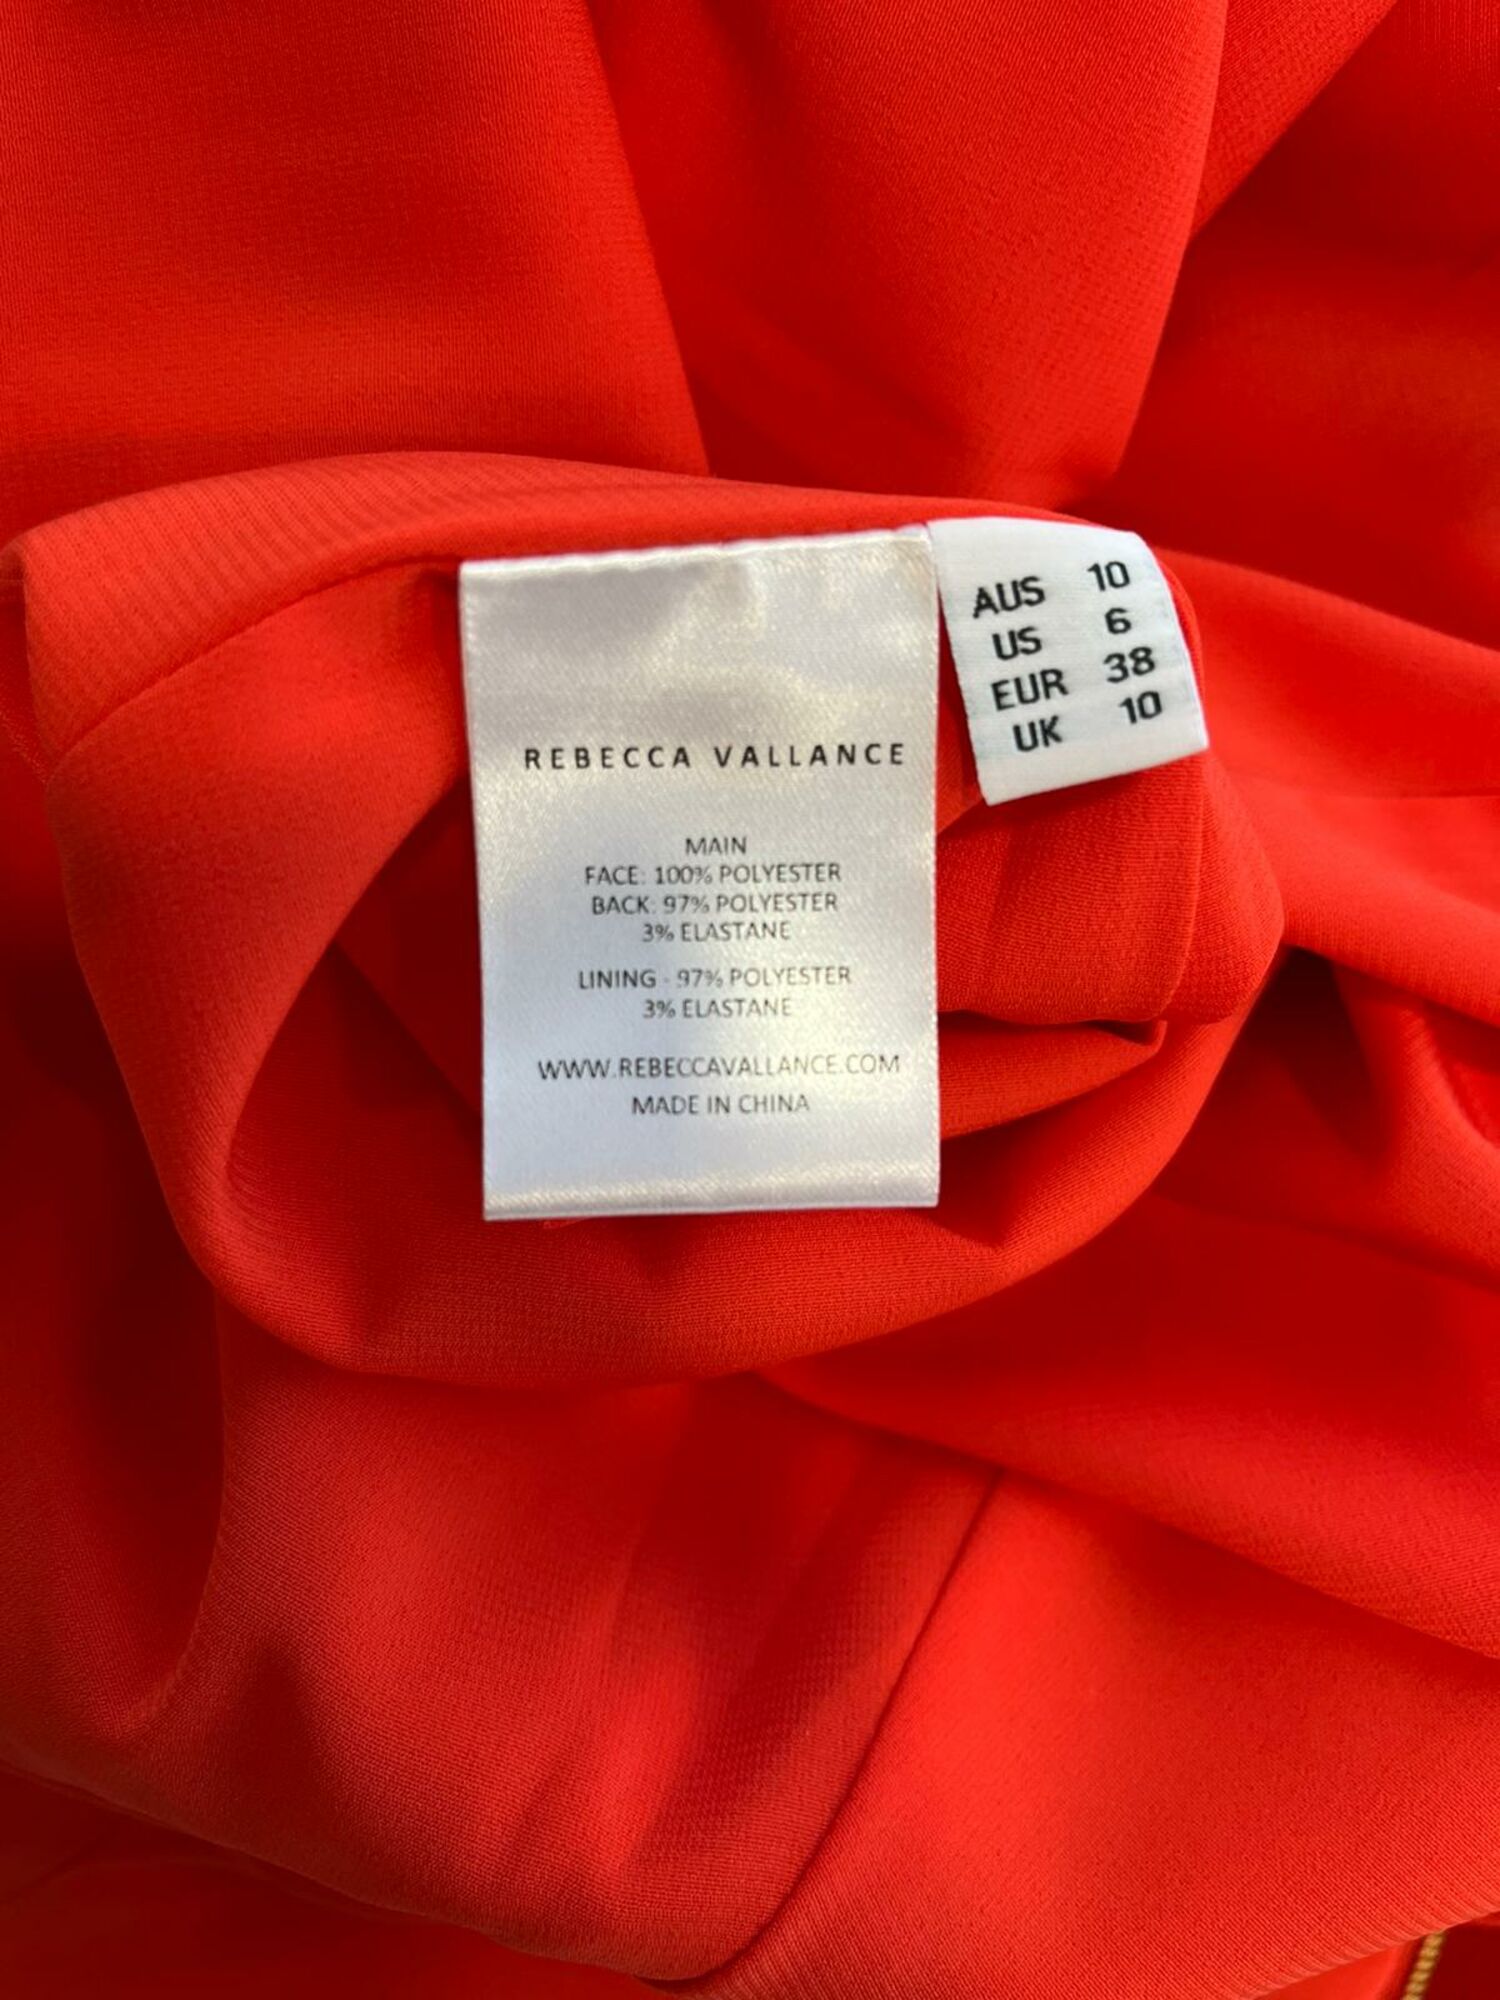 REBECCA VALLANCE
MAIN
FACE: 100% POLYESTER
BACK: 97% POLYESTER
3% ELASTANE
LINING - 97% POLYESTER
3% ELASTANE
WWW.REBECCAVALLANCE.COM
MADE IN CHINA
AUS 10
US 6
EUR 38
UK 10